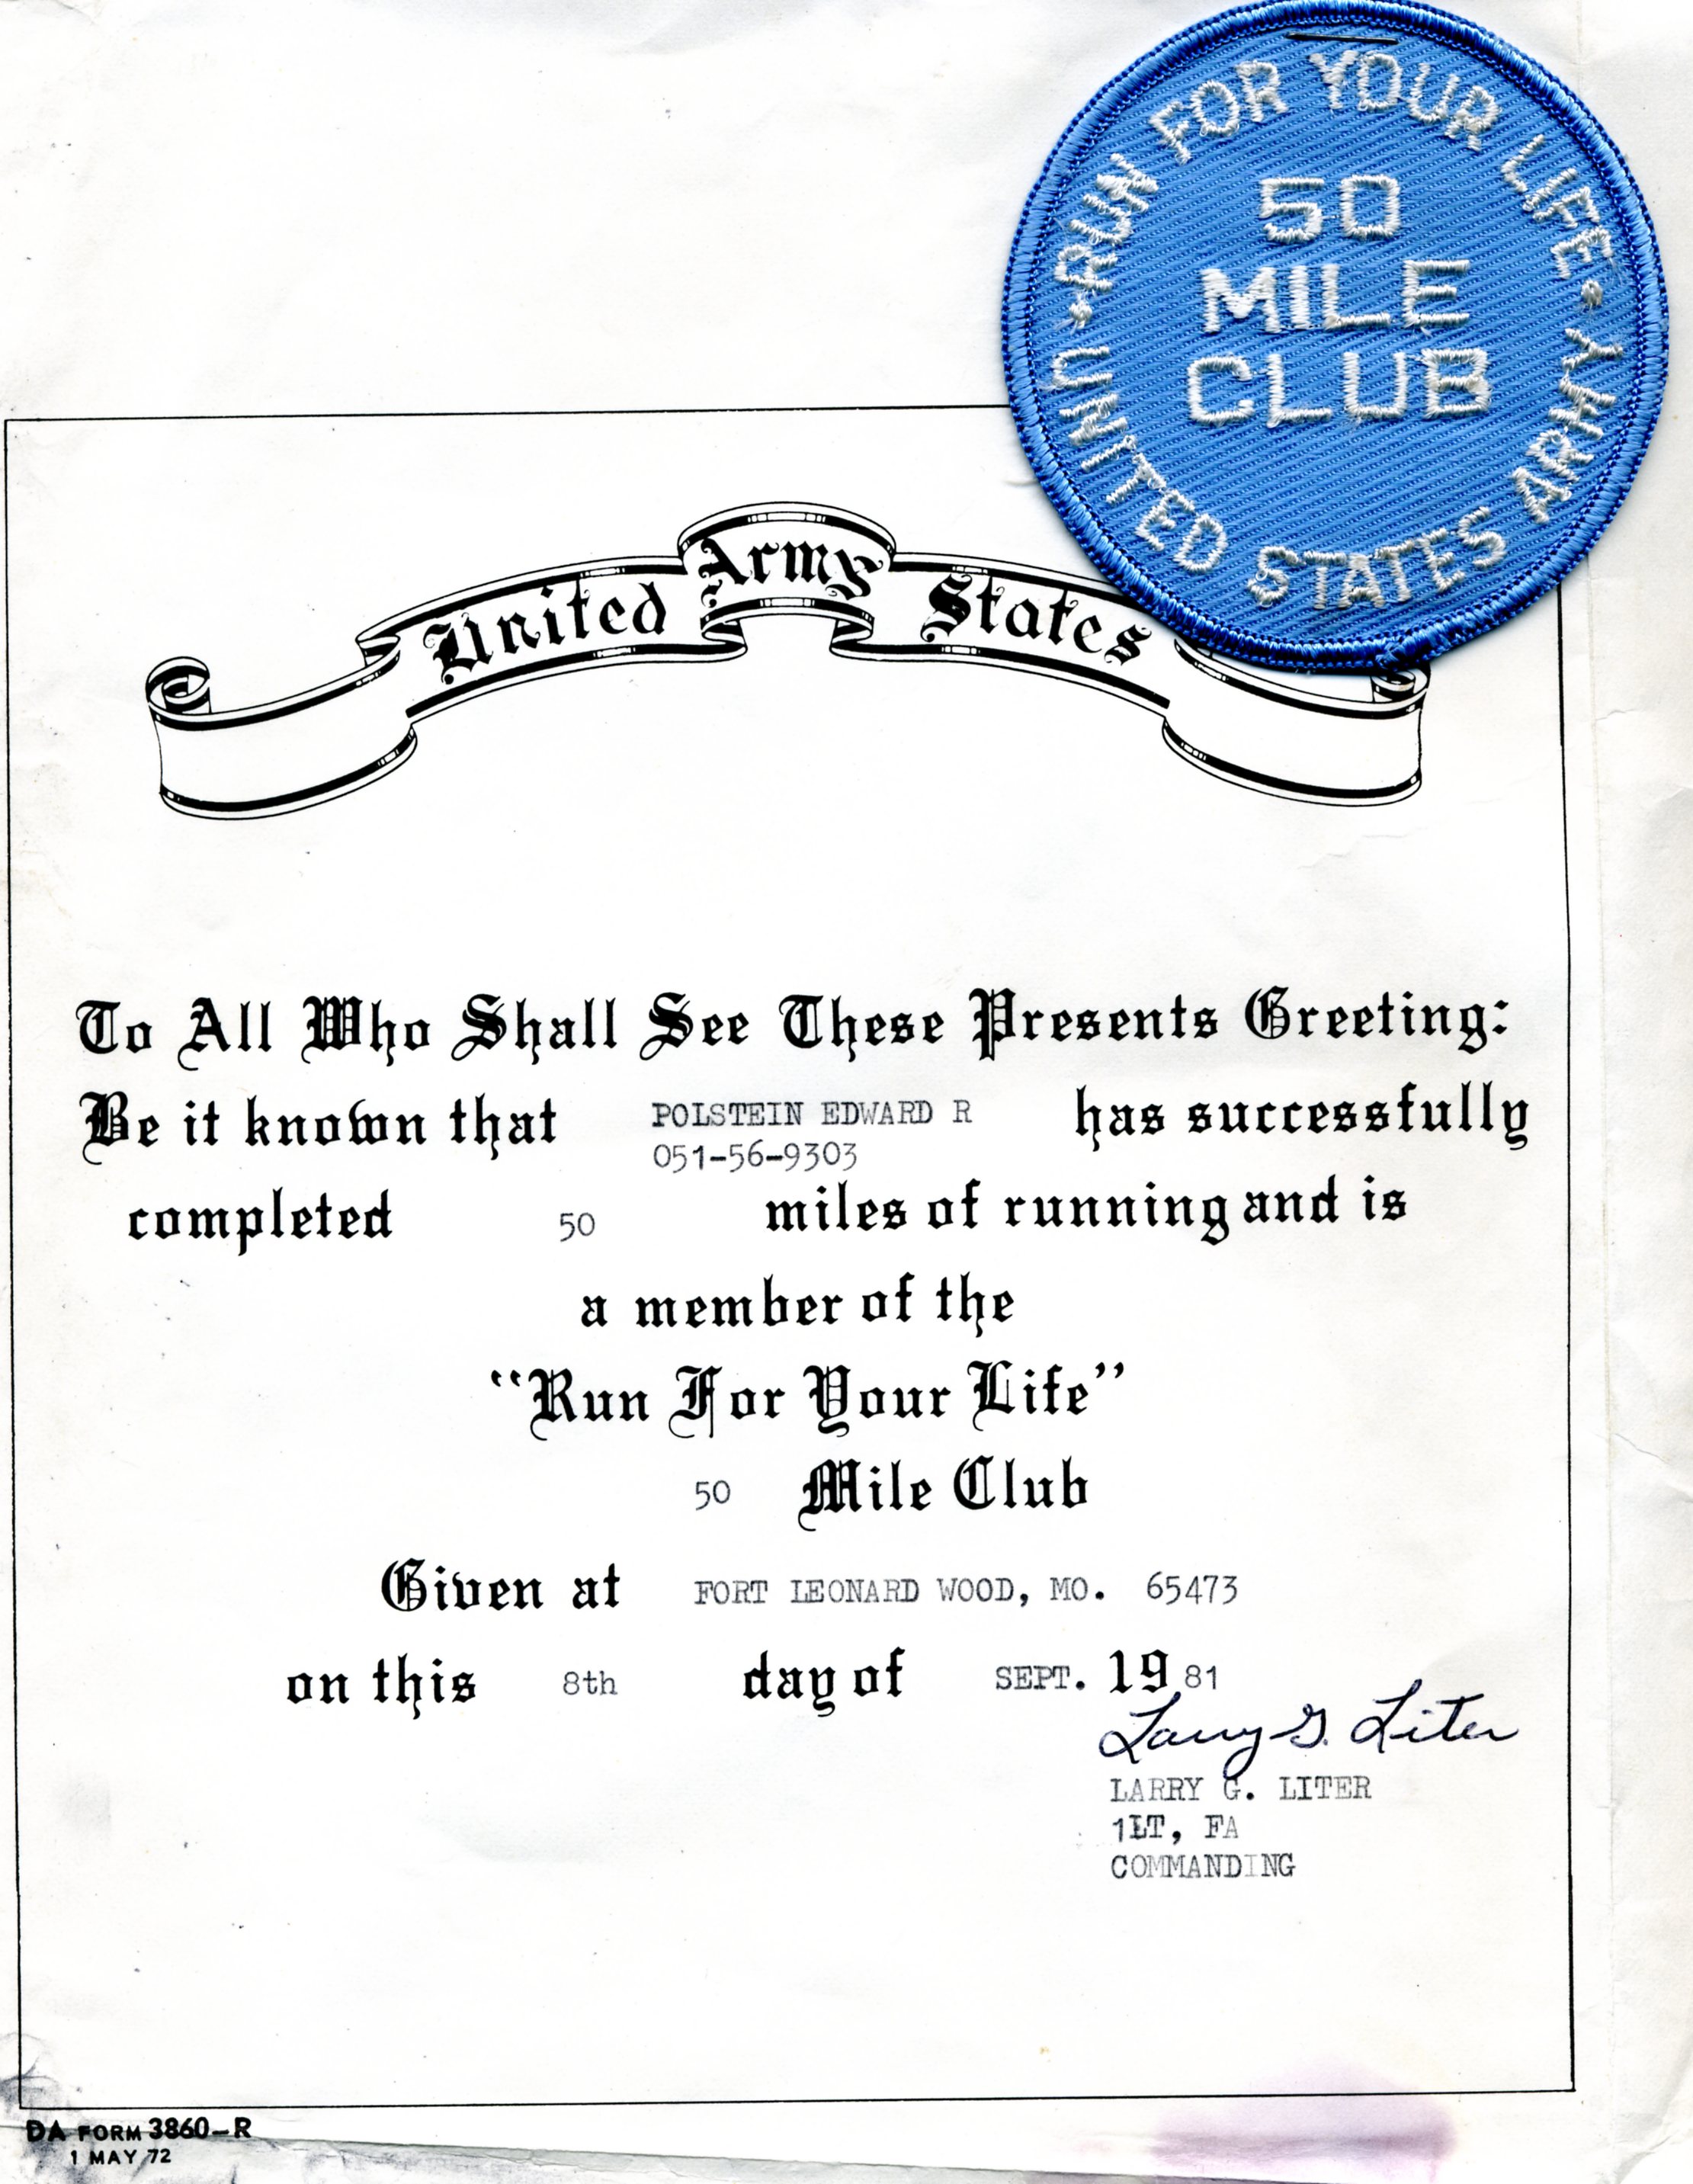 RUN FOR YOUR LIFE
50
MILE
CLUB
UNITED STATES ARMY
United Army States
To All Who Shall See These Presents Greeting:
Be it known that POLSTEIN EDWARD R has successfully
051-56-9303
completed 50 miles of running and is
a member of the
"Run For Your Life"
50 Mile Club
Given at FORT LEONARD WOOD, MO. 65473
on this 8th day of SEPT. 19 81
Larry G. Liter
LARRY G. LITER
1LT, FA
COMMANDING
DA FORM 3860-R
1 MAY 72